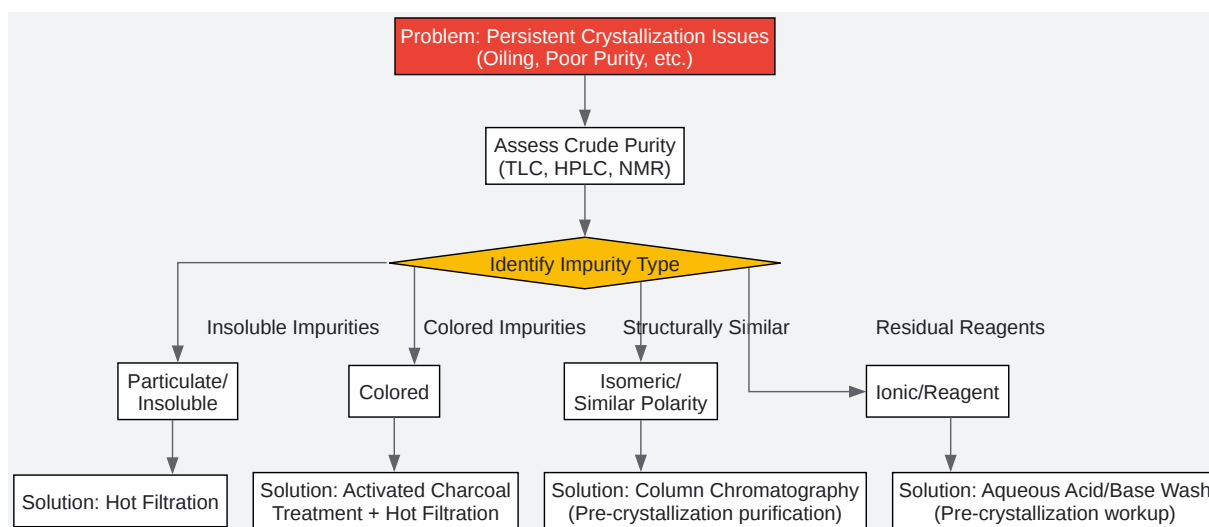 Problem: Persistent Crystallization Issues
(Oiling, Poor Purity, etc.)
Assess Crude Purity
(TLC, HPLC, NMR)
Identify Impurity Type
Insoluble Impurities
Colored Impurities
Structurally Similar
Residual Reagents
Particulate/
Insoluble
Colored
Isomeric/
Similar Polarity
Ionic/Reagent
Solution: Hot Filtration
Solution: Activated Charcoal
Treatment + Hot Filtration
Solution: Column Chromatography
(Pre-crystallization purification)
Solution: Aqueous Acid/Base Wash
(Pre-crystallization workup)